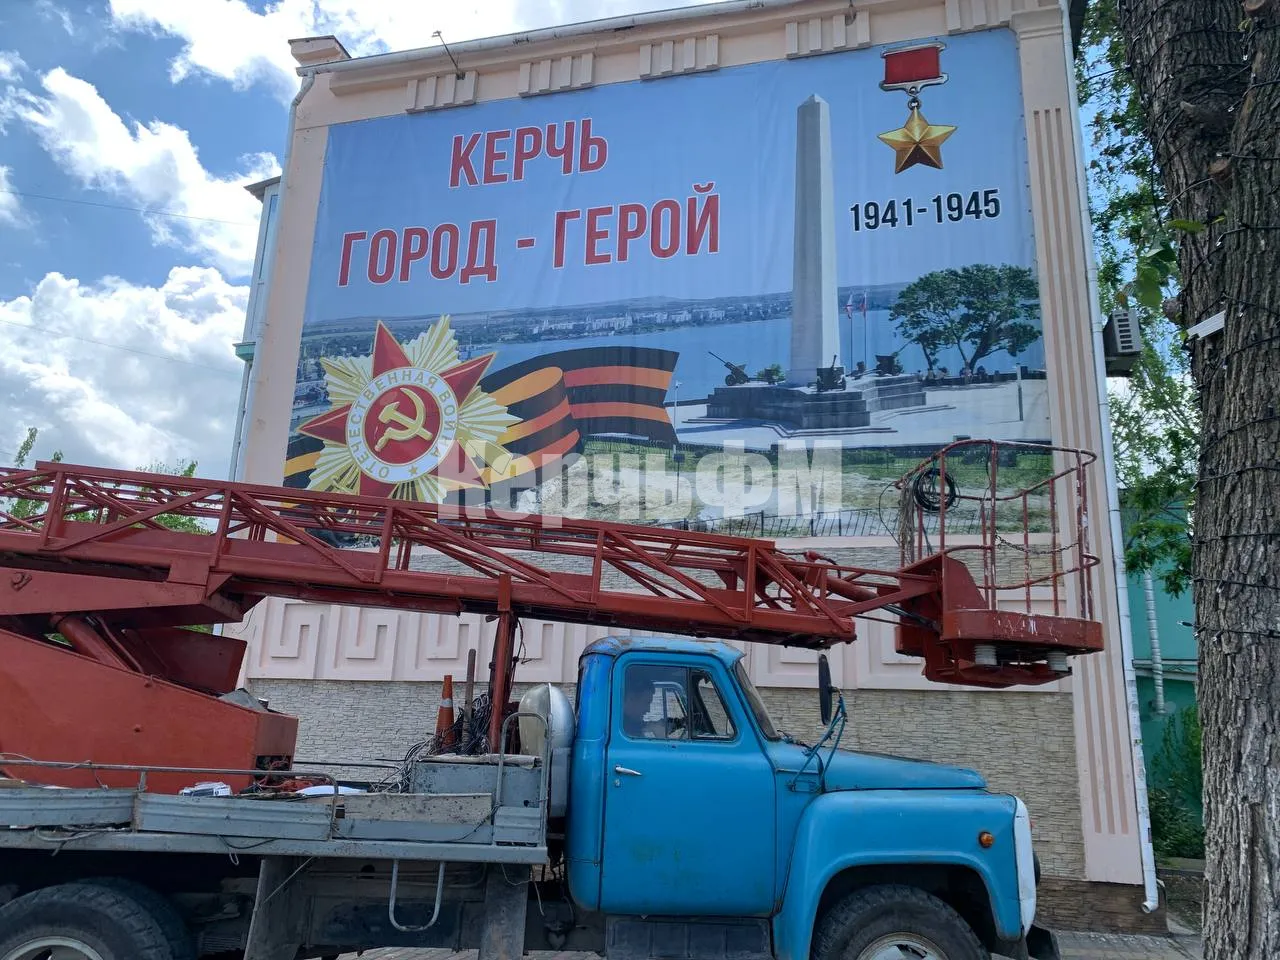 КЕРЧЬ
ГОРОД - ГЕРОЙ
1941-1945
ОТЕЧЕСТВЕННАЯ ВОЙНА
КерчьФМ